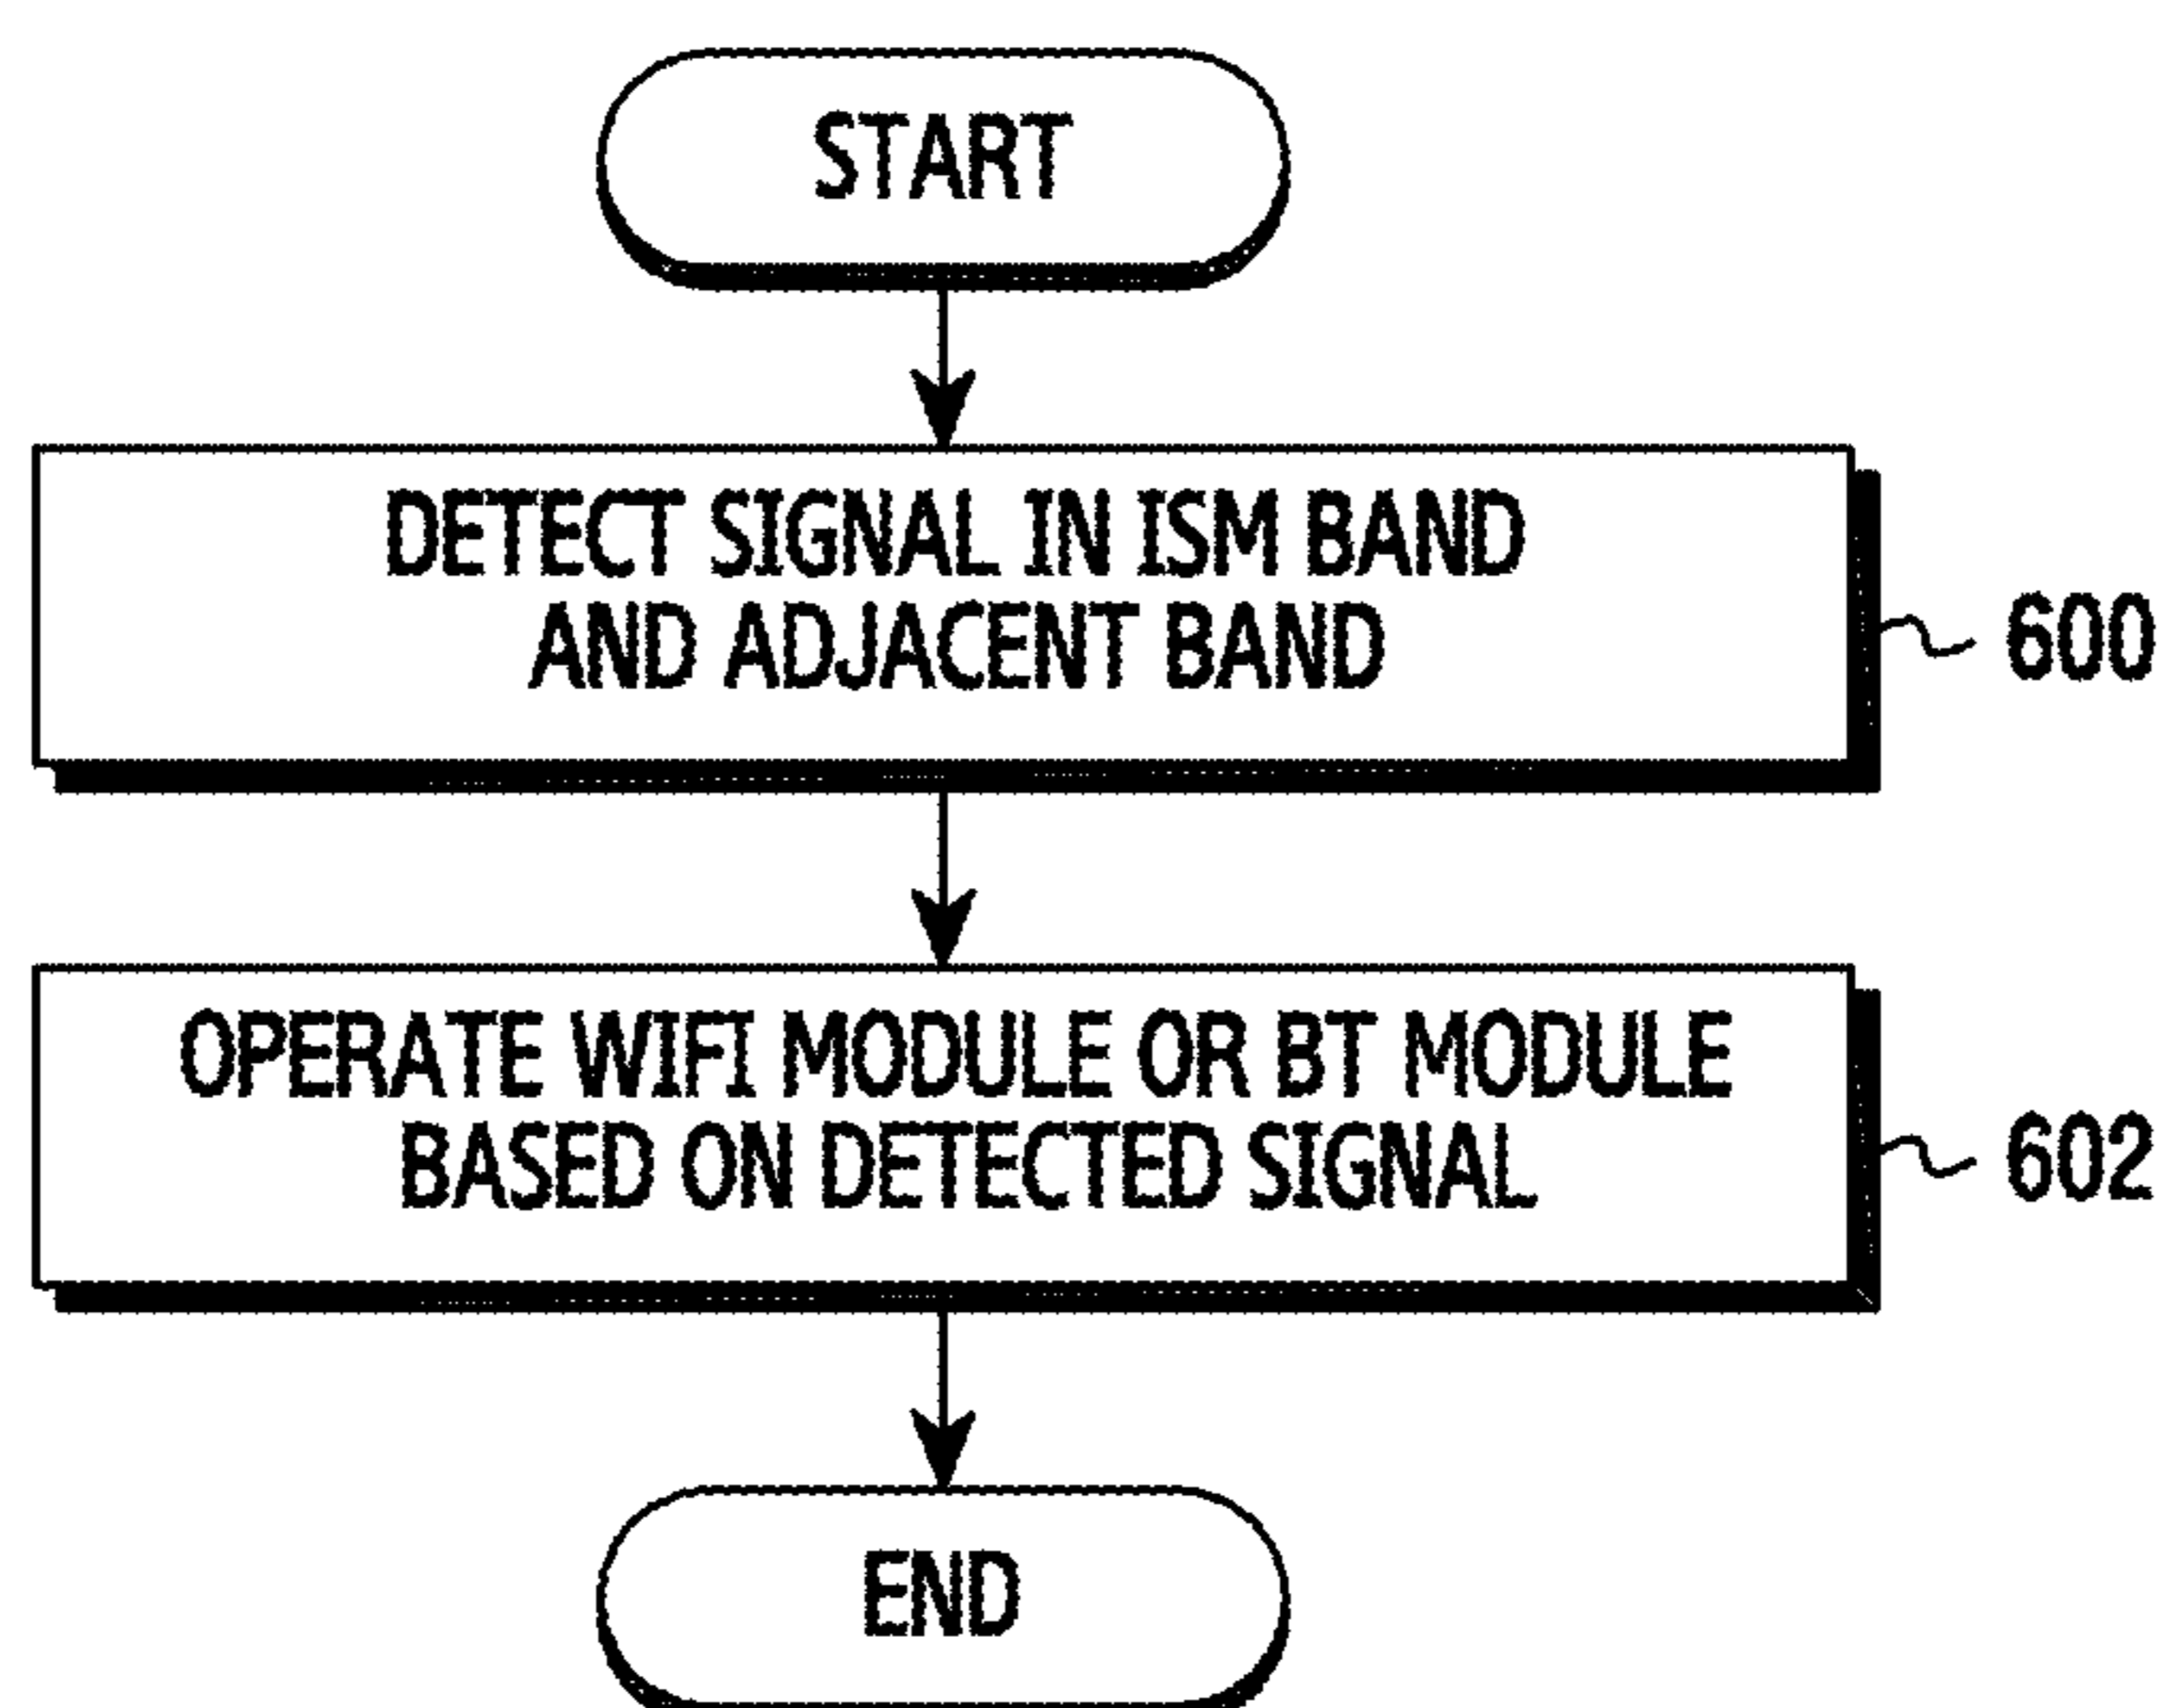 START
DETECT SIGNAL IN ISM BAND
AND ADJACENT BAND
600
OPERATE WIFI MODULE OR BT MODULE
BASED ON DETECTED SIGNAL
602
END